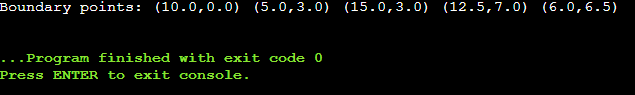 Boundary points: (10.0,0.0) (5.0,3.0) (15.0,3.0) (12.5,7.0) (6.0,6.5)
...Program finished with exit code 0
Press ENTER to exit console.